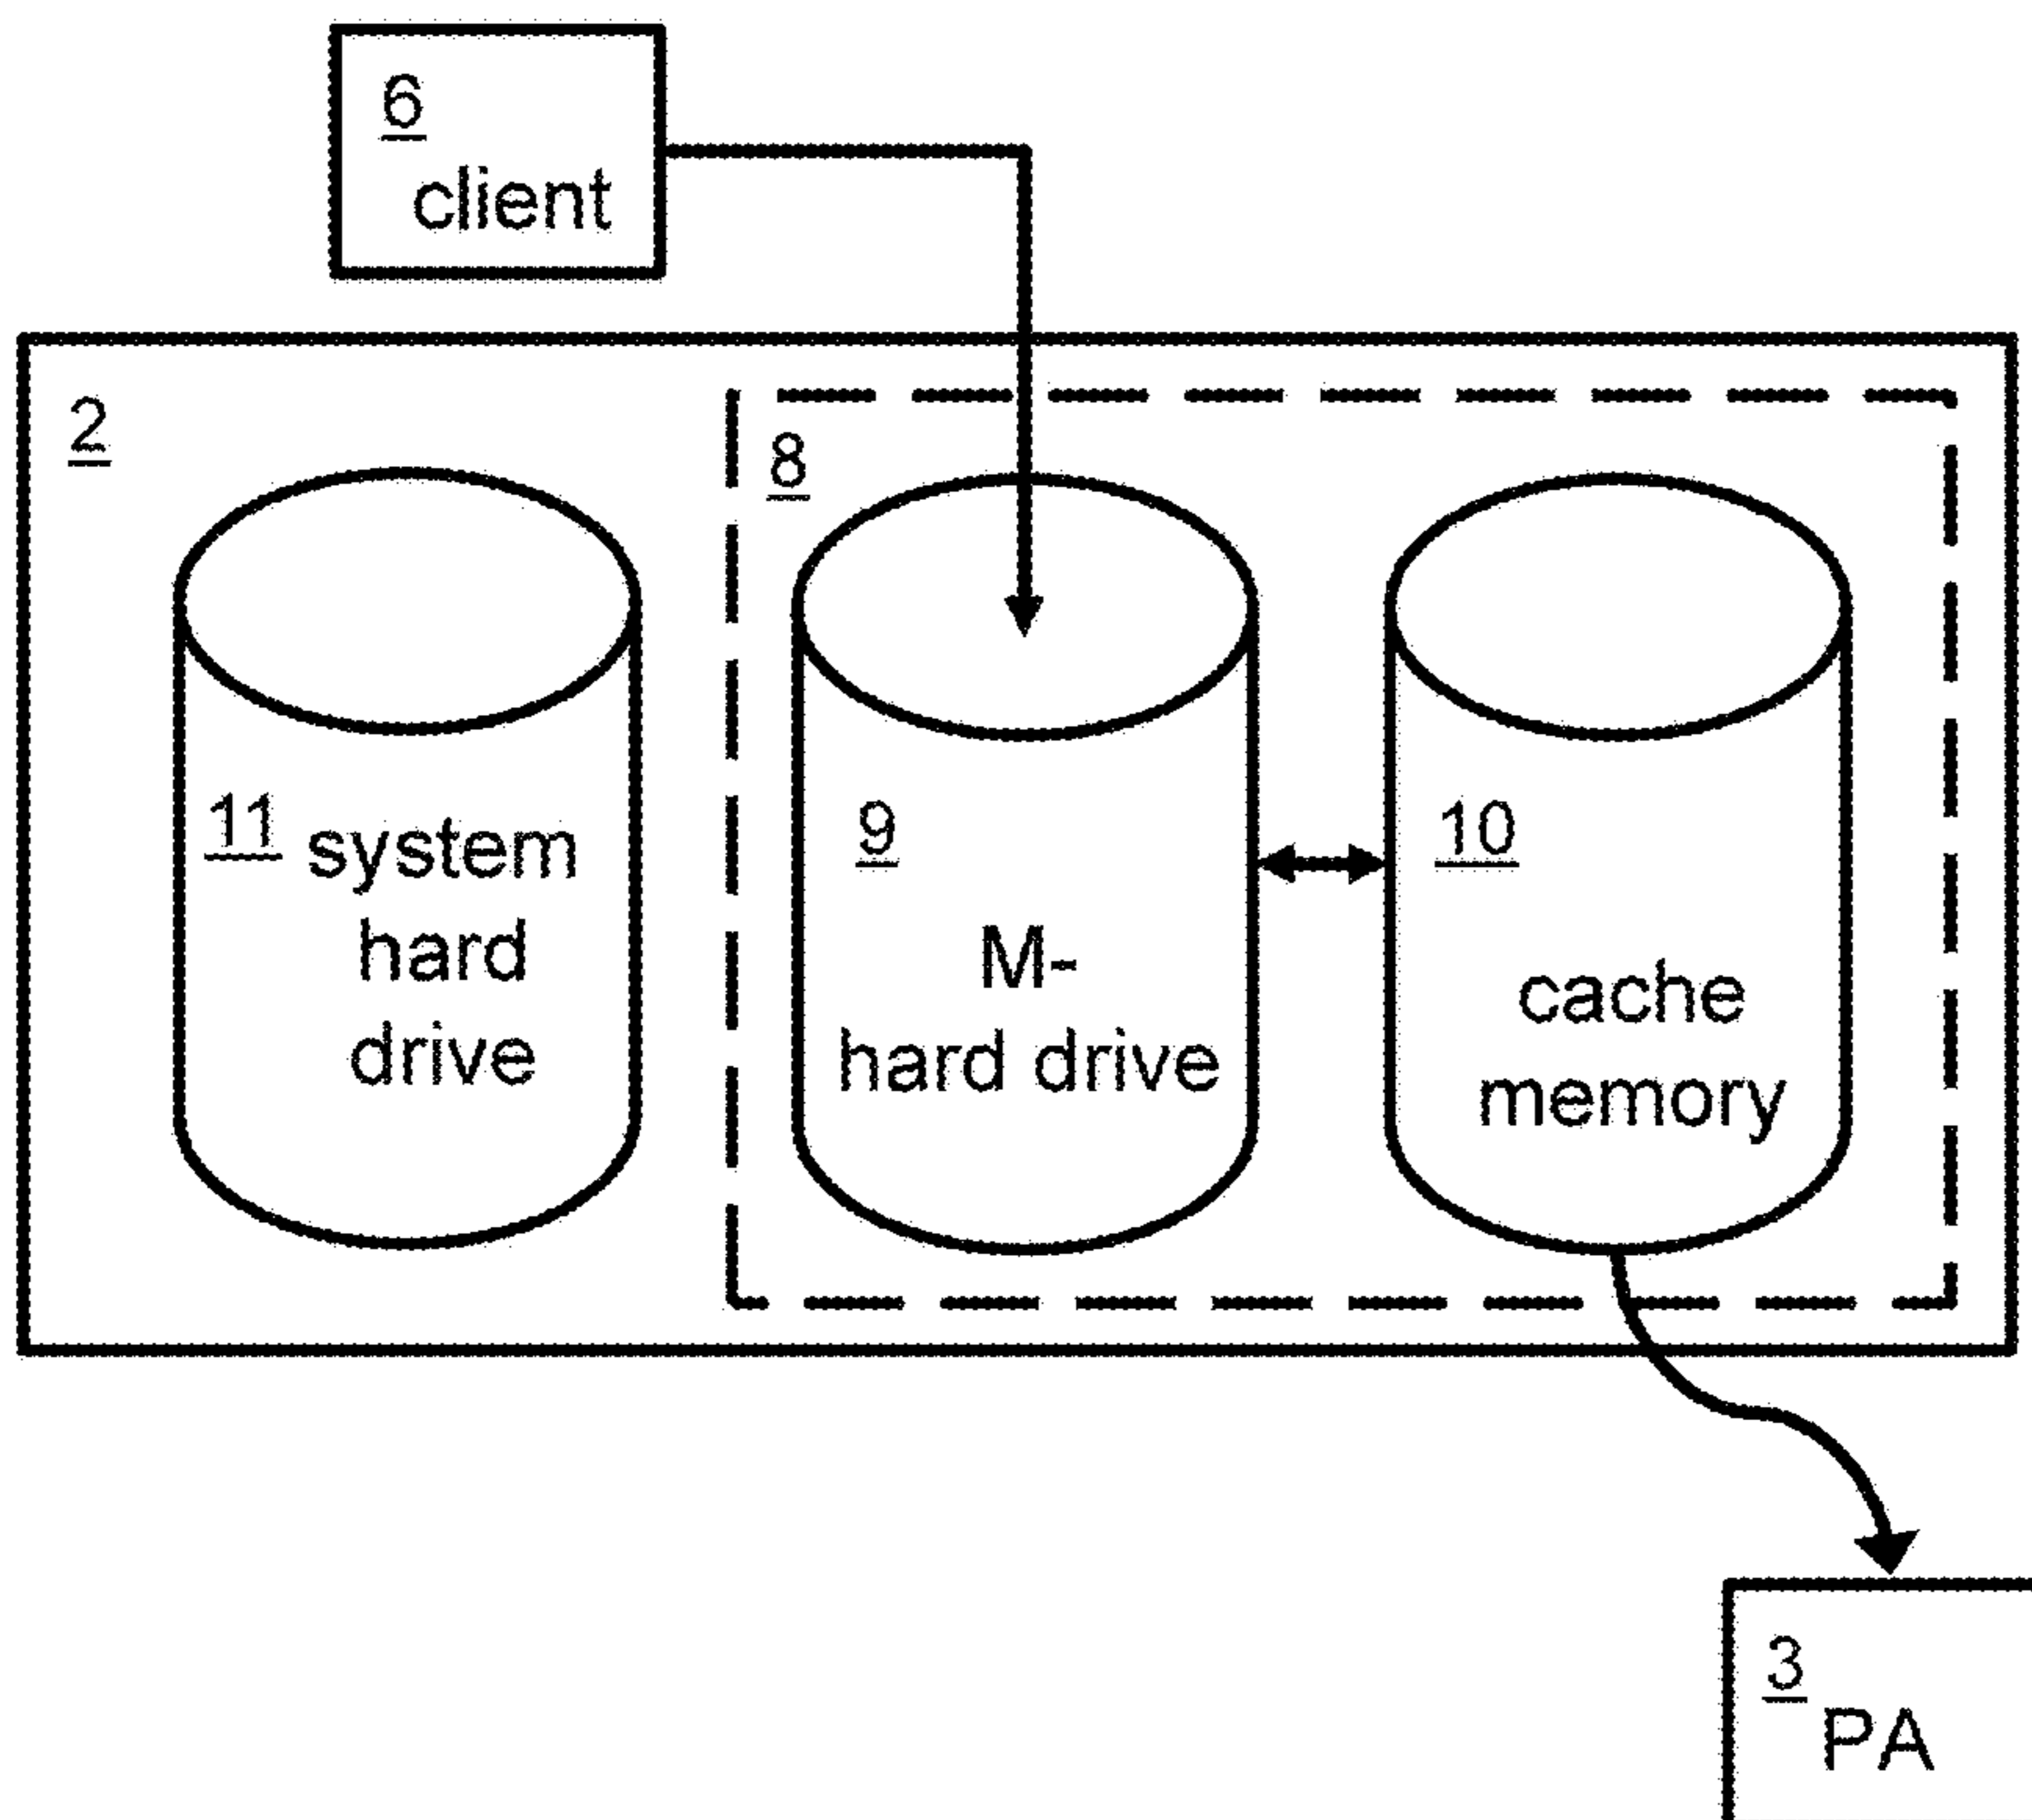 6
client
2
8
11 system
hard
drive
9
M-
hard drive
10
cache
memory
3
PA